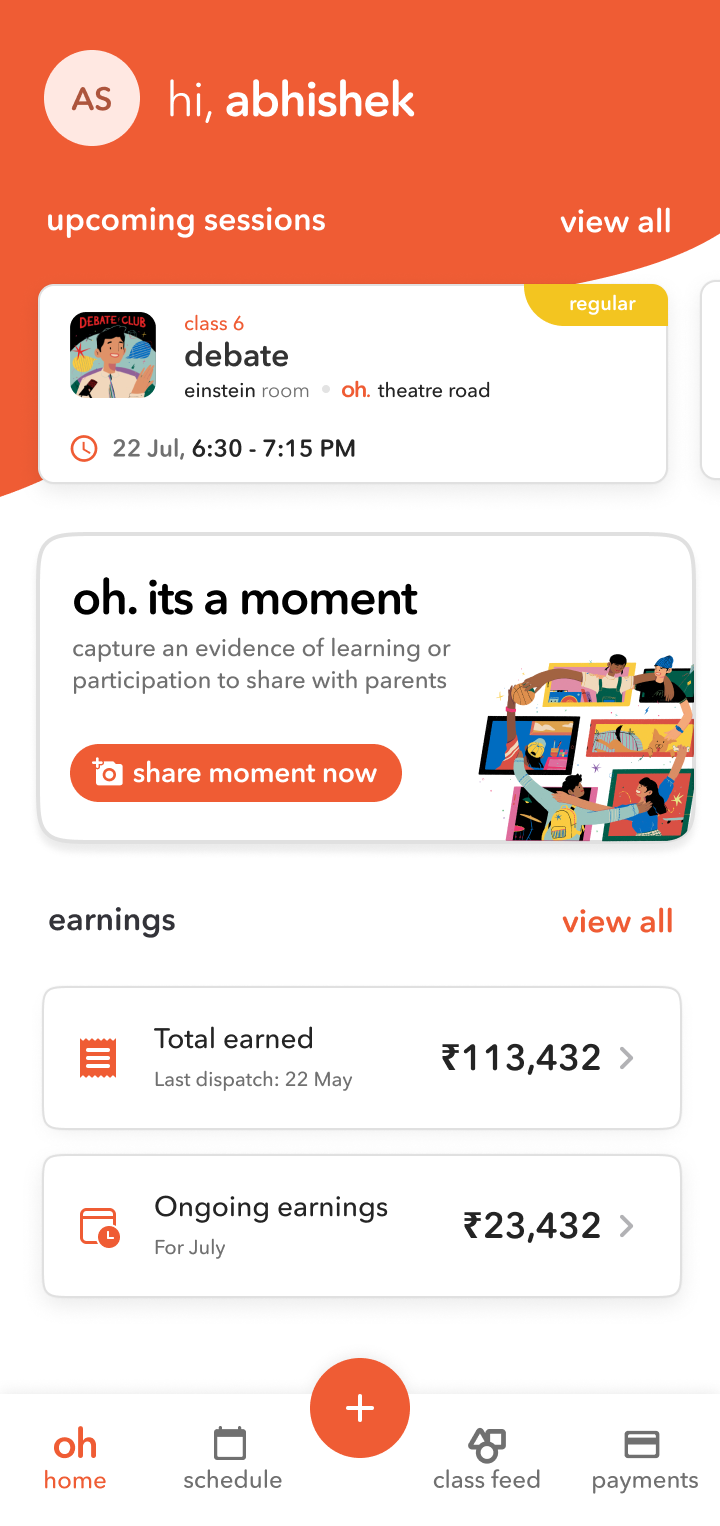 AS
hi, abhishek
upcoming sessions
view all
regular
DEBATE CLUB
class 6
debate
einstein room • oh. theatre road
22 Jul, 6:30 - 7:15 PM
oh. its a moment
capture an evidence of learning or
participation to share with parents
share moment now
earnings
view all
Total earned
₹113,432
Last dispatch: 22 May
Ongoing earnings
₹23,432
For July
oh
home
schedule
class feed
payments